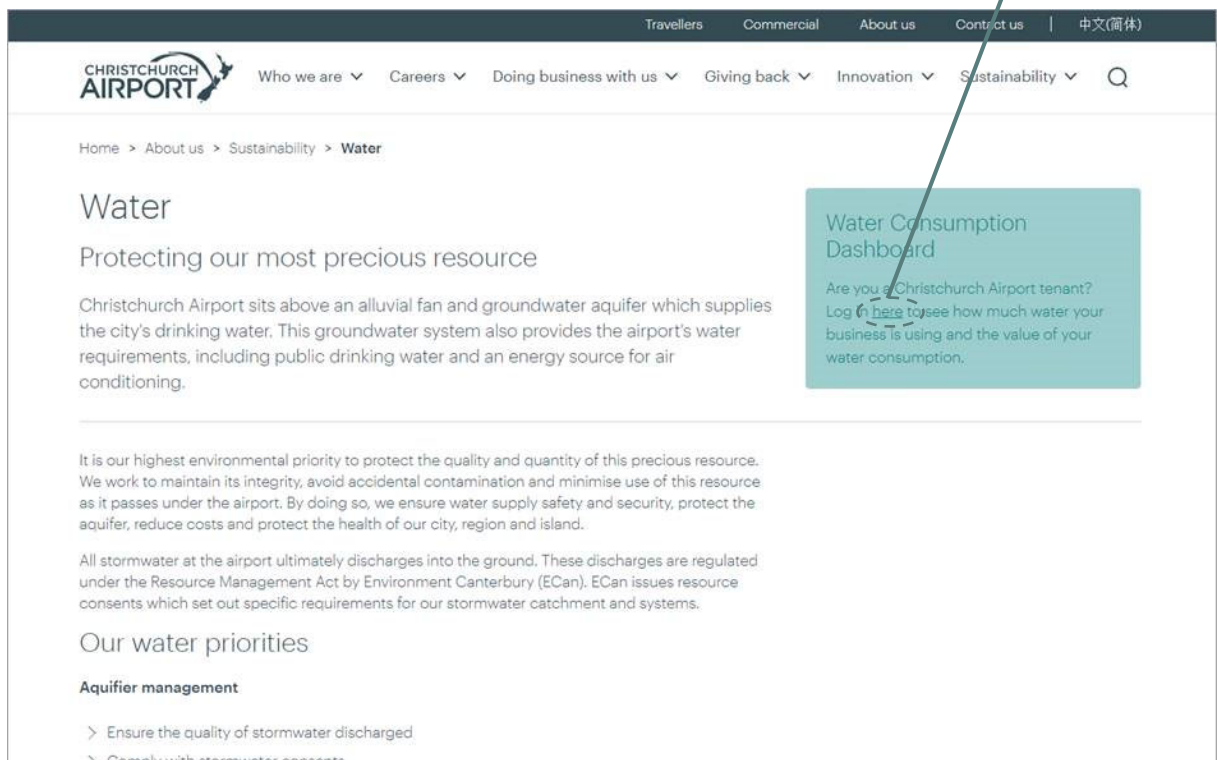 Travellers Commercial About us Contact us | 中文(简体)
CHRISTCHURCH
AIRPORT
Who we are Careers Doing business with us Giving back Innovation Sustainability
Home > About us > Sustainability > Water
Water
Protecting our most precious resource
Christchurch Airport sits above an alluvial fan and groundwater aquifer which supplies
the city's drinking water. This groundwater system also provides the airport's water
requirements, including public drinking water and an energy source for air
conditioning.
Water Consumption
Dashboard
Are you a Christchurch Airport tenant?
Log in here to see how much water your
business is using and the value of your
water consumption.
It is our highest environmental priority to protect the quality and quantity of this precious resource.
We work to maintain its integrity, avoid accidental contamination and minimise use of this resource
as it passes under the airport. By doing so, we ensure water supply safety and security, protect the
aquifer, reduce costs and protect the health of our city, region and island.
All stormwater at the airport ultimately discharges into the ground. These discharges are regulated
under the Resource Management Act by Environment Canterbury (ECan). ECan issues resource
consents which set out specific requirements for our stormwater catchment and systems.
Our water priorities
Aquifier management
> Ensure the quality of stormwater discharged
> Comply with stormwater consents